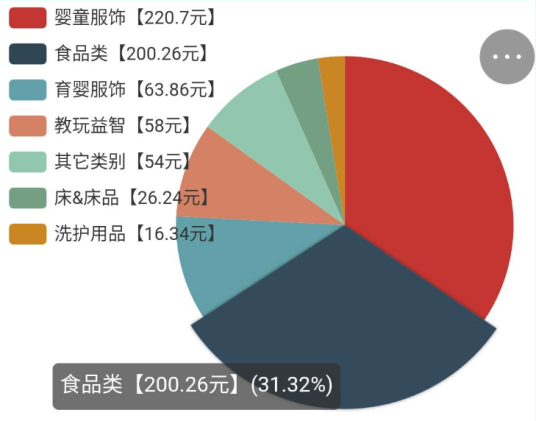 婴童服饰【220.7元】
食品类【200.26元】
育婴服饰【63.86元】
教玩益智【58元】
其它类别【54元】
床&床品【26.24元】
洗护用品【16.34元】
食品类【200.26元】(31.32%)